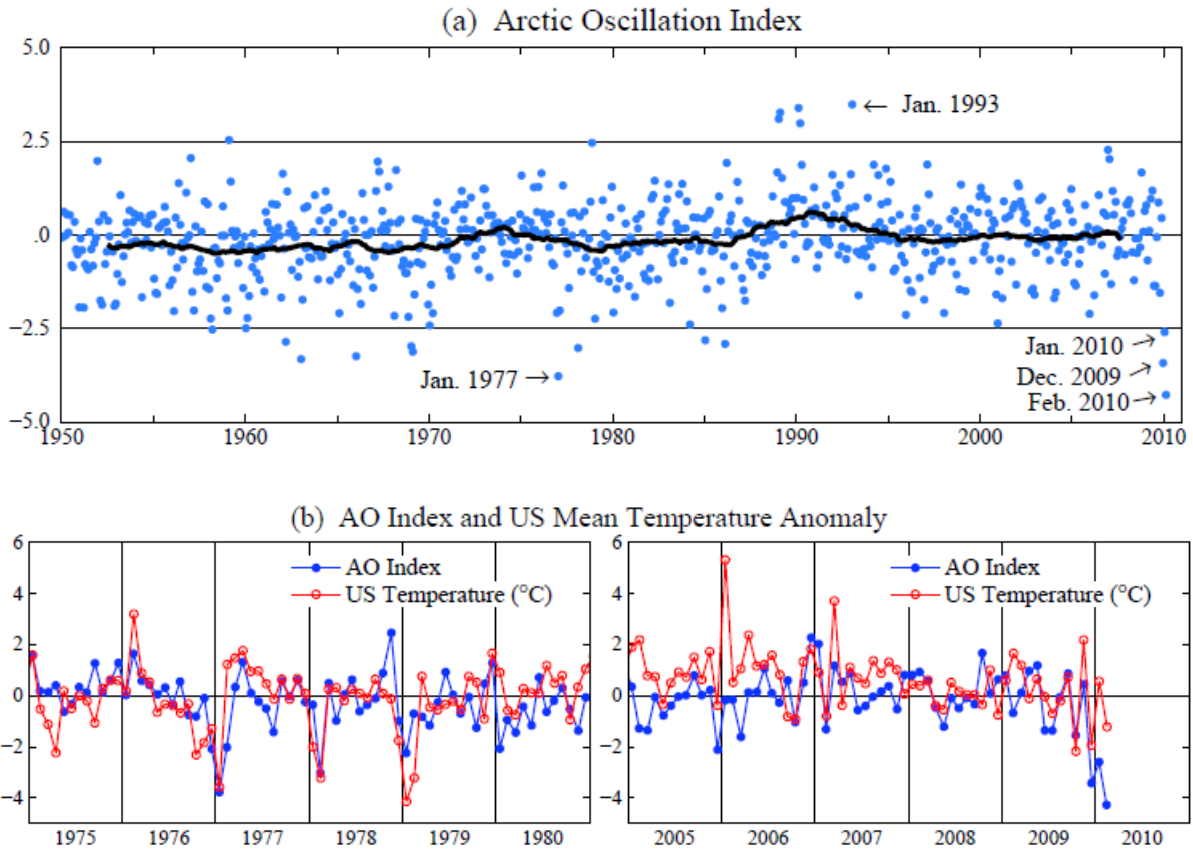 (a) Arctic Oscillation Index
5.0
← Jan. 1993
2.5
.0
−2.5
Jan. 2010 →
Jan. 1977 →
Dec. 2009 →
Feb. 2010 →
−5.0
1950 1960 1970 1980 1990 2000 2010
(b) AO Index and US Mean Temperature Anomaly
6
AO Index
US Temperature (°C)
4
2
0
−2
−4
1975 1976 1977 1978 1979 1980
6
AO Index
US Temperature (°C)
4
2
0
−2
−4
2005 2006 2007 2008 2009 2010